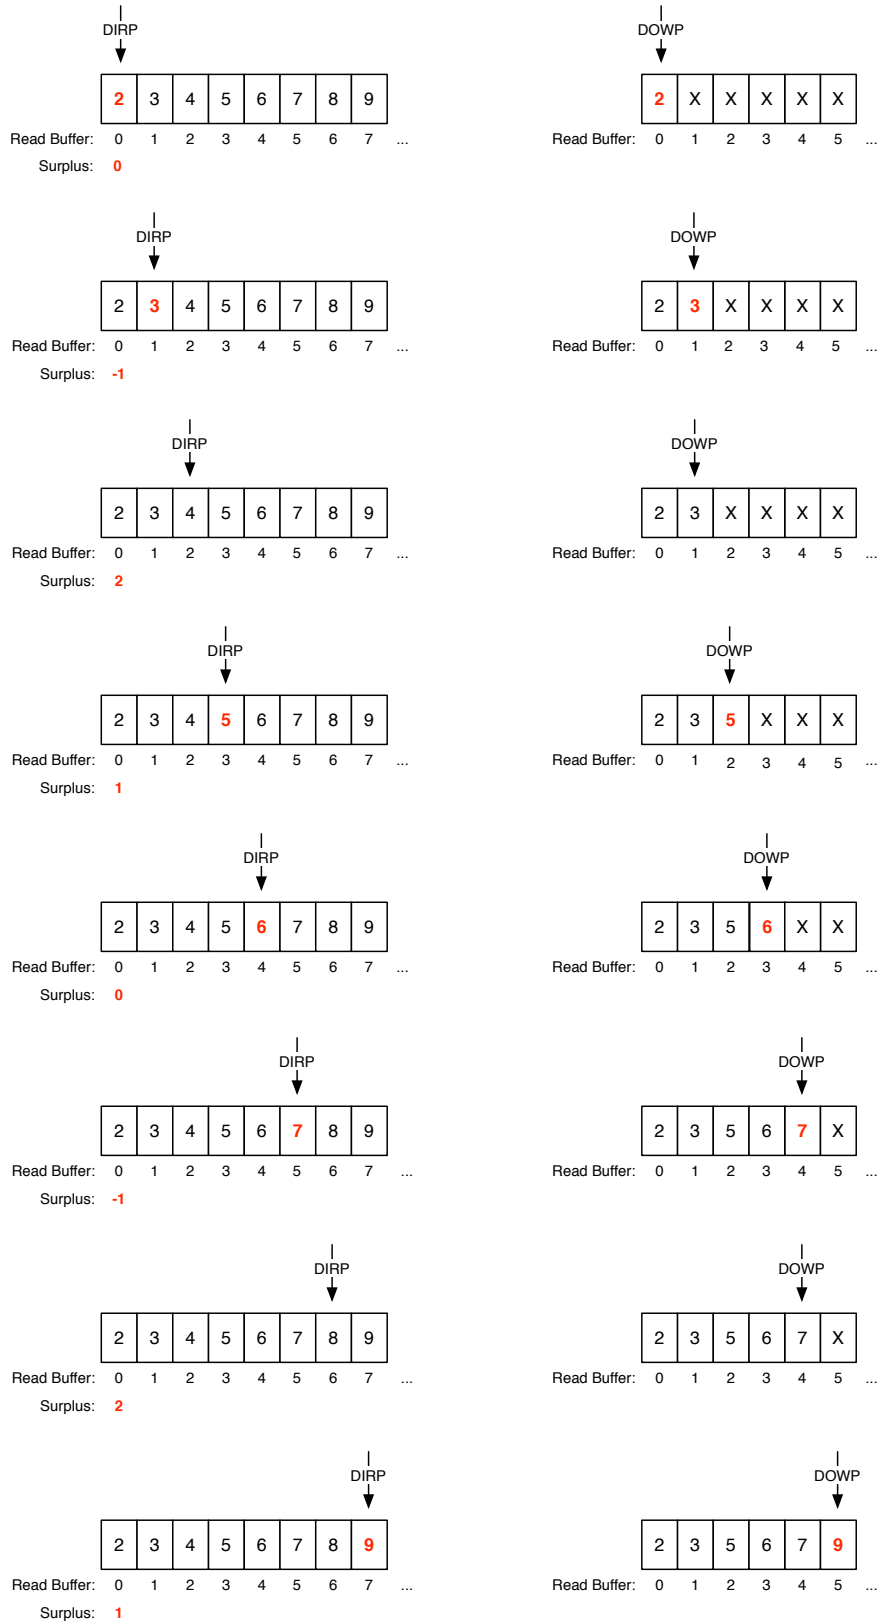 DIRP DOWP
2 3 4 5 6 7 8 9 2 X X X X X
Read Buffer: 0 1 2 3 4 5 6 7 ... Read Buffer: 0 1 2 3 4 5 ...
Surplus: 0
DIRP DOWP
2 3 4 5 6 7 8 9 2 3 X X X X
Read Buffer: 0 1 2 3 4 5 6 7 ... Read Buffer: 0 1 2 3 4 5 ...
Surplus: -1
DIRP DOWP
2 3 4 5 6 7 8 9 2 3 X X X X
Read Buffer: 0 1 2 3 4 5 6 7 ... Read Buffer: 0 1 2 3 4 5 ...
Surplus: 2
DIRP DOWP
2 3 4 5 6 7 8 9 2 3 5 X X X
Read Buffer: 0 1 2 3 4 5 6 7 ... Read Buffer: 0 1 2 3 4 5 ...
Surplus: 1
DIRP DOWP
2 3 4 5 6 7 8 9 2 3 5 6 X X
Read Buffer: 0 1 2 3 4 5 6 7 ... Read Buffer: 0 1 2 3 4 5 ...
Surplus: 0
DIRP DOWP
2 3 4 5 6 7 8 9 2 3 5 6 7 X
Read Buffer: 0 1 2 3 4 5 6 7 ... Read Buffer: 0 1 2 3 4 5 ...
Surplus: -1
DIRP DOWP
2 3 4 5 6 7 8 9 2 3 5 6 7 X
Read Buffer: 0 1 2 3 4 5 6 7 ... Read Buffer: 0 1 2 3 4 5 ...
Surplus: 2
DIRP DOWP
2 3 4 5 6 7 8 9 2 3 5 6 7 9
Read Buffer: 0 1 2 3 4 5 6 7 ... Read Buffer: 0 1 2 3 4 5 ...
Surplus: 1